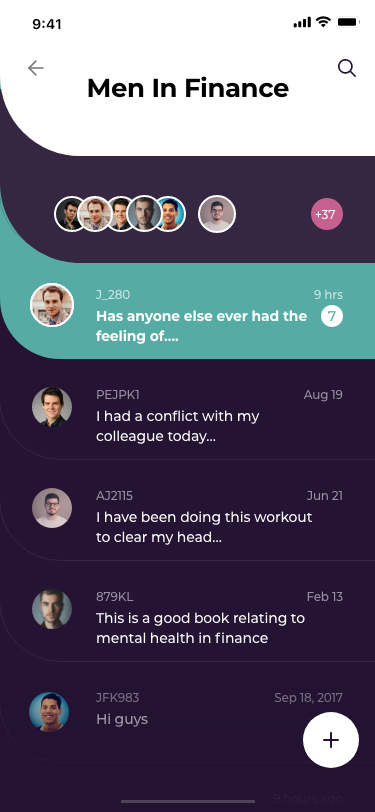 9:41
Men In Finance
+37
J_280
9 hrs
Has anyone else ever had the
7
feeling of....
PEJPK1
Aug 19
I had a conflict with my
colleague today...
AJ2115
Jun 21
I have been doing this workout
to clear my head...
879KL
Feb 13
This is a good book relating to
mental health in finance
JFK983
Sep 18, 2017
Hi guys
9 hours ago